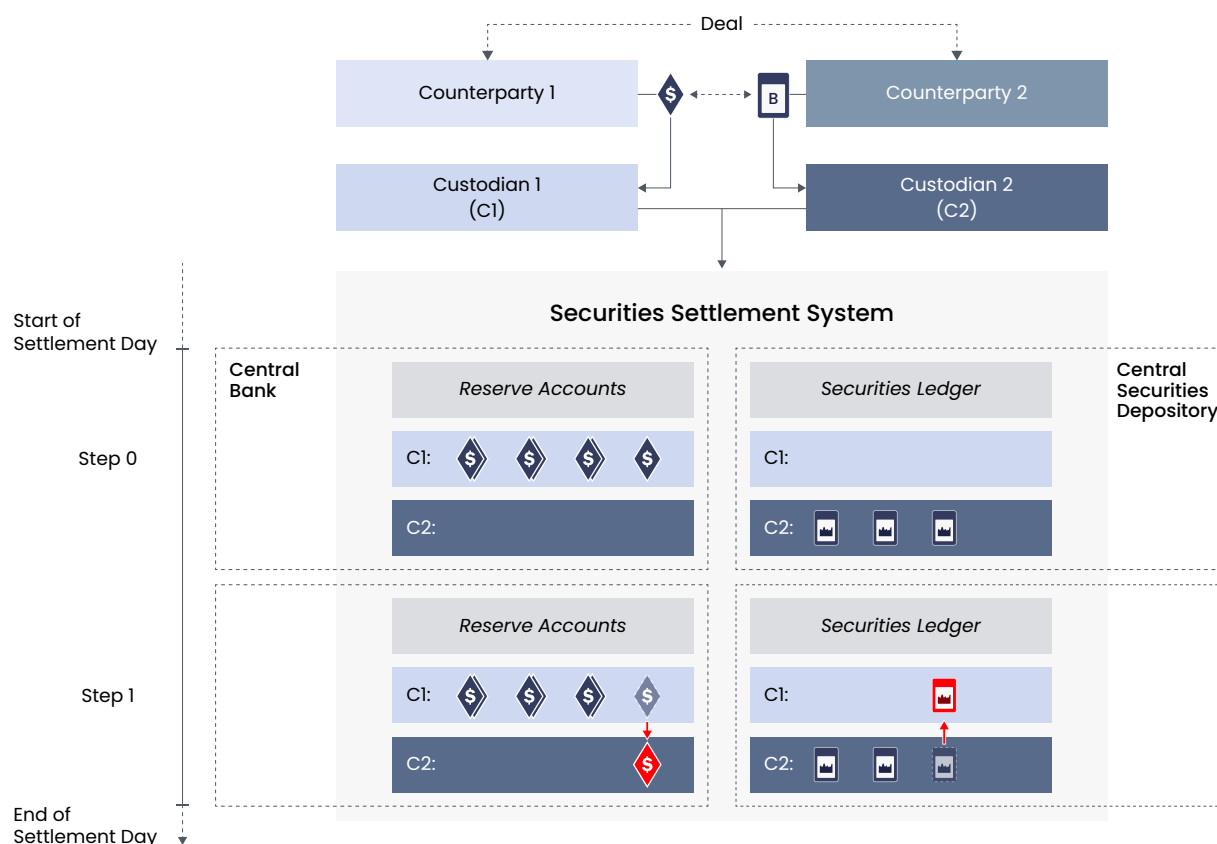 Deal
Counterparty 1
$
B
Counterparty 2
Custodian 1
(C1)
Custodian 2
(C2)
Securities Settlement System
Start of
Settlement Day
Central
Bank
Reserve Accounts
Securities Ledger
Central
Securities
Depository
Step 0
C1: $ $ $ $
C1:
C2:
C2:
Reserve Accounts
Securities Ledger
Step 1
C1: $ $ $ $
C1:
C2: $
C2:
End of
Settlement Day